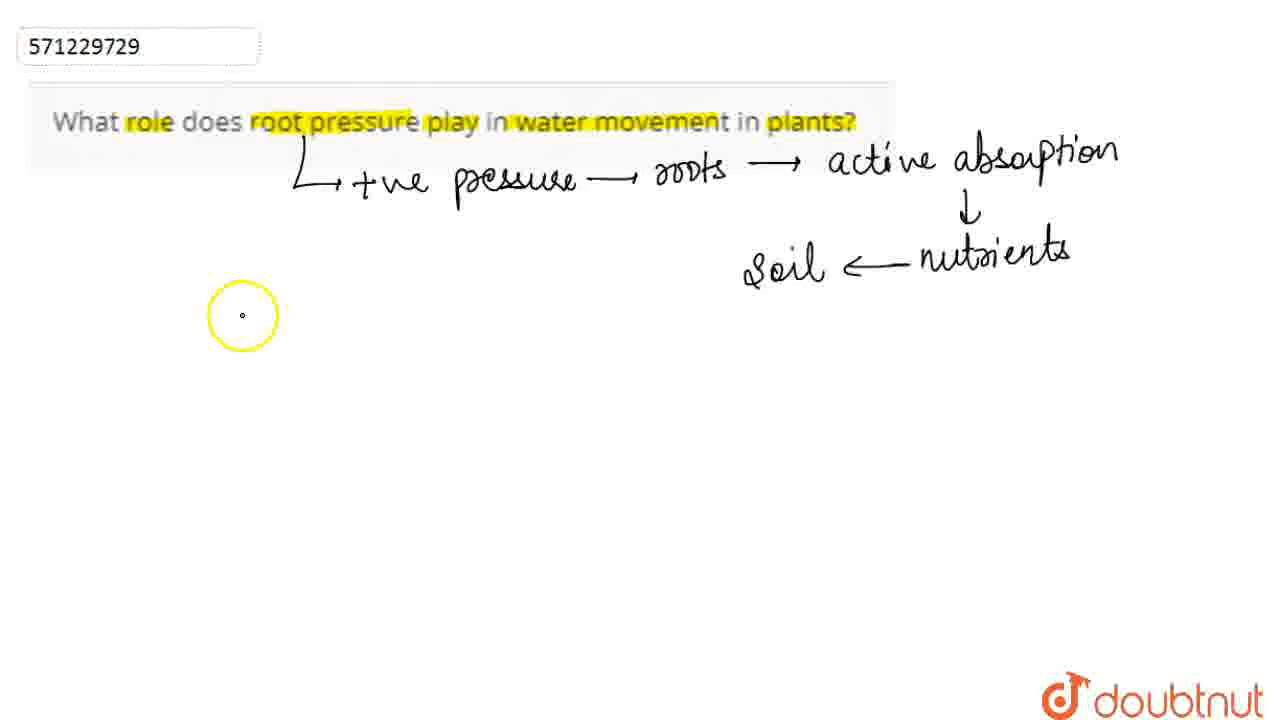 571229729
What role does root pressure play in water movement in plants?
+ve pressure → roots → active absorption
↓
soil ← nutrients
doubtnut